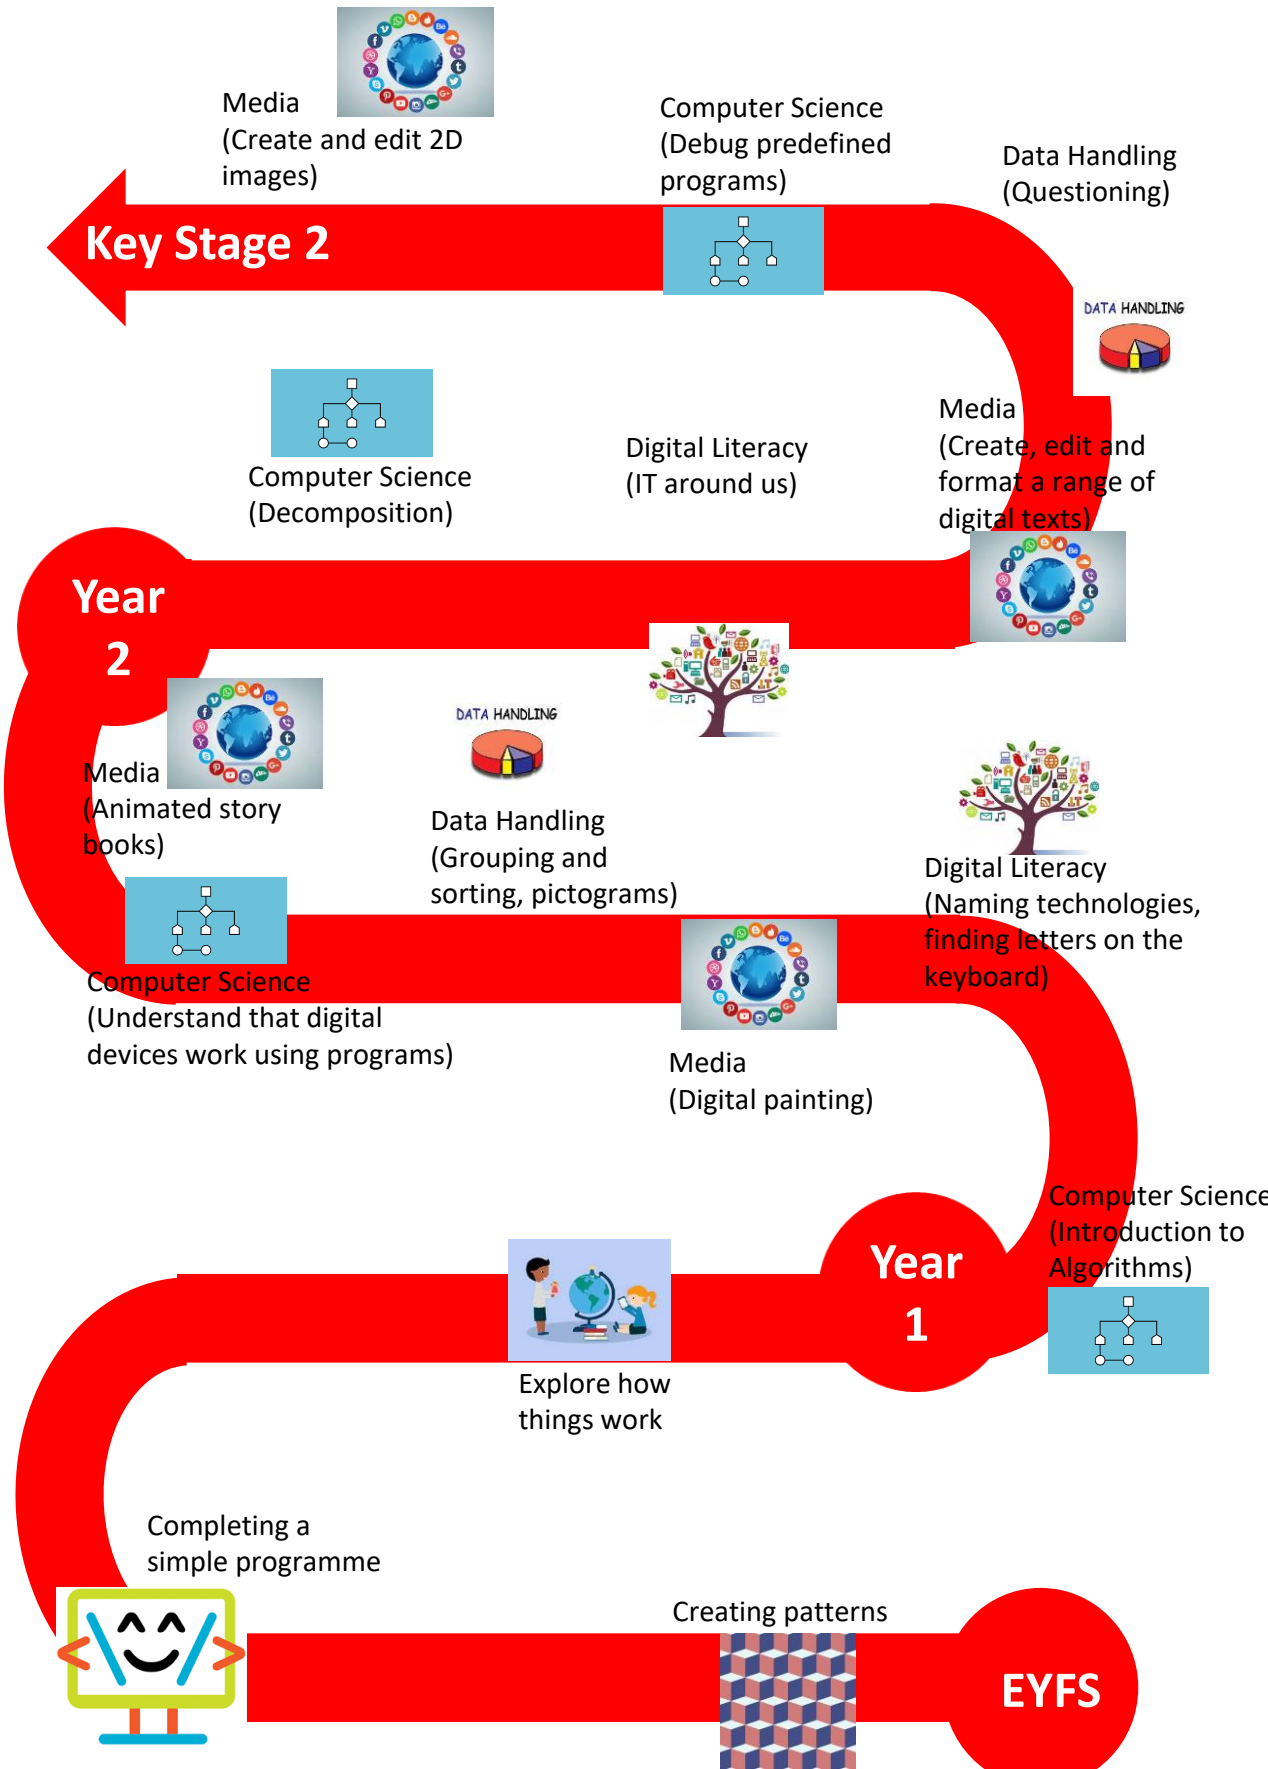 Media
(Create and edit 2D
images)
Computer Science
(Debug predefined
programs)
Data Handling
(Questioning)
Key Stage 2
DATA HANDLING
Computer Science
(Decomposition)
Digital Literacy
(IT around us)
Media
(Create, edit and
format a range of
digital texts)
Year
2
Media
(Animated story
books)
DATA HANDLING
Data Handling
(Grouping and
sorting, pictograms)
Digital Literacy
(Naming technologies,
finding letters on the
keyboard)
Computer Science
(Understand that digital
devices work using programs)
Media
(Digital painting)
Computer Science
(Introduction to
Algorithms)
Year
1
Explore how
things work
Completing a
simple programme
Creating patterns
EYFS